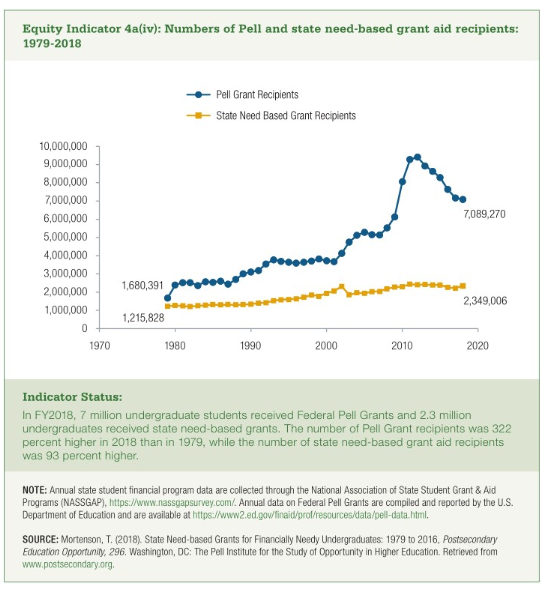 Equity Indicator 4a(iv): Numbers of Pell and state need-based grant aid recipients:
1979-2018
Pell Grant Recipients
State Need Based Grant Recipients
10,000,000
9,000,000
8,000,000
7,000,000
6,000,000
5,000,000
4,000,000
3,000,000
2,000,000
1,000,000
0
1,680,391
1,215,828
7,089,270
2,349,006
1970
1980
1990
2000
2010
2020
Indicator Status:
In FY2018, 7 million undergraduate students received Federal Pell Grants and 2.3 million
undergraduates received state need-based grants. The number of Pell Grant recipients was 322
percent higher in 2018 than in 1979, while the number of state need-based grant aid recipients
was 93 percent higher.
NOTE: Annual state student financial program data are collected through the National Association of State Student Grant & Aid
Programs (NASSGAP), https://www.nassgapsurvey.com/. Annual data on Federal Pell Grants are compiled and reported by the U.S.
Department of Education and are available at https://www2.ed.gov/finaid/prof/resources/data/pell-data.html.
SOURCE: Mortenson, T. (2018). State Need-based Grants for Financially Needy Undergraduates: 1979 to 2016, Postsecondary
Education Opportunity, 296. Washington, DC: The Pell Institute for the Study of Opportunity in Higher Education. Retrieved from
www.postsecondary.org.